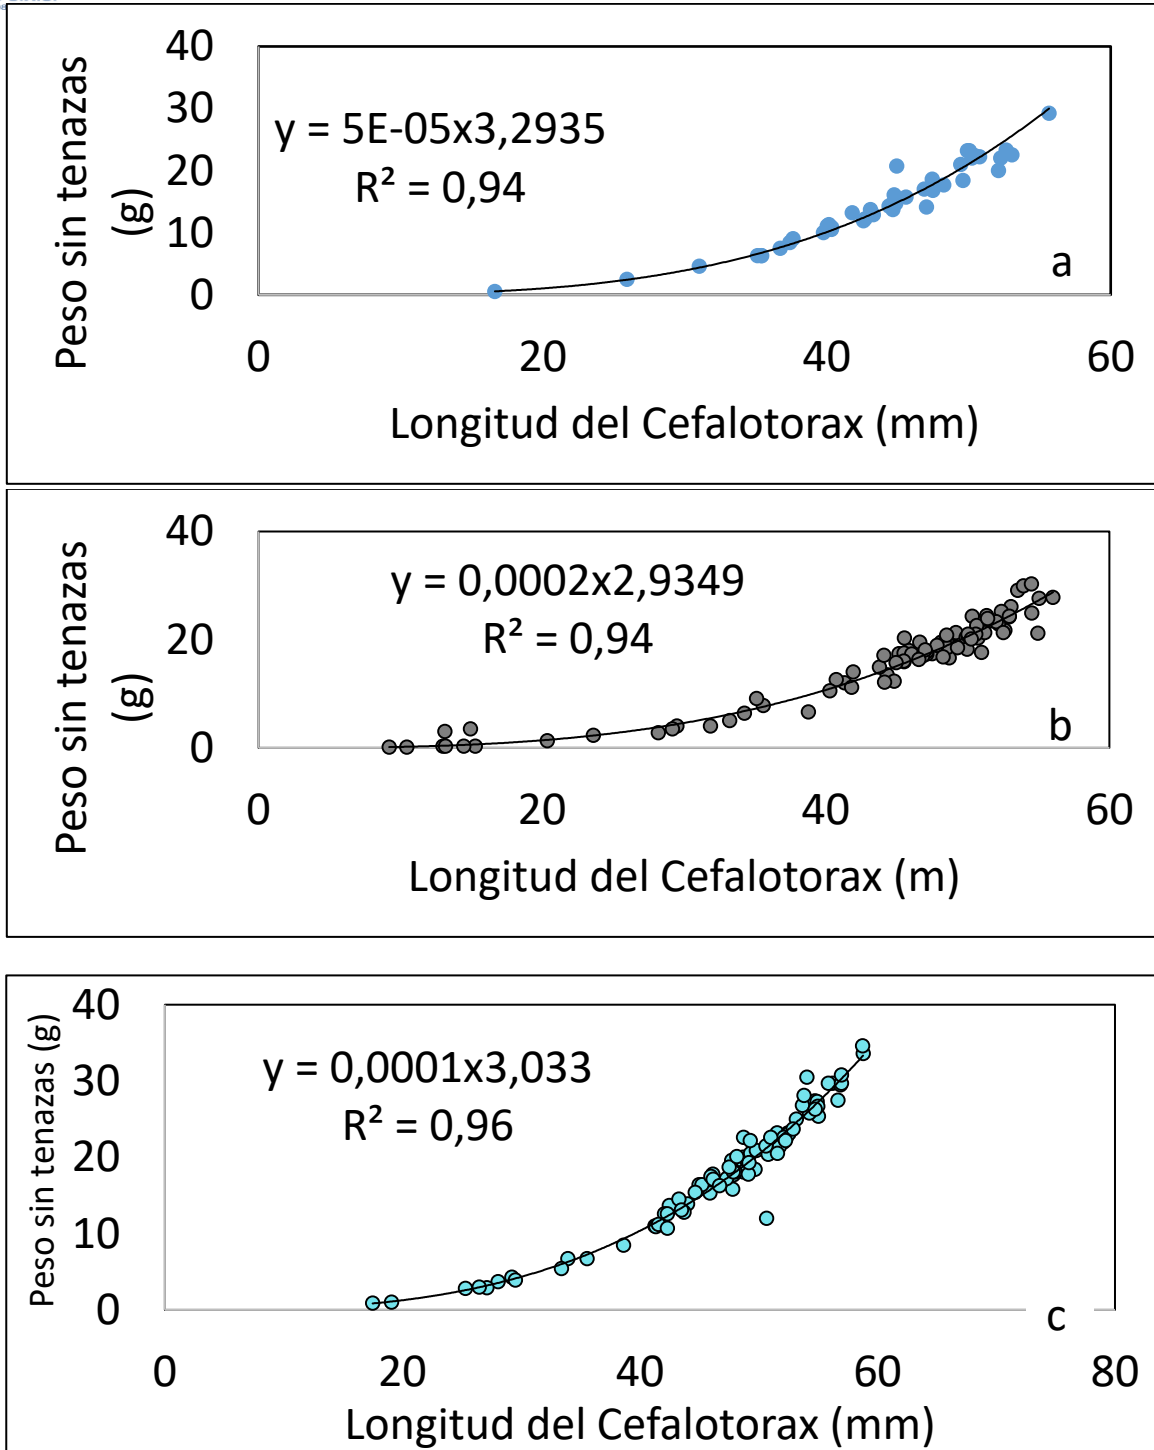 40
30
20
10
0
Peso sin tenazas
(g)
y = 5E-05x3,2935
R² = 0,94
a
0 20 40 60
Longitud del Cefalotorax (mm)
40
20
0
Peso sin tenazas
(g)
y = 0,0002x2,9349
R² = 0,94
b
0 20 40 60
Longitud del Cefalotorax (m)
40
30
20
10
0
Peso sin tenazas (g)
y = 0,0001x3,033
R² = 0,96
c
0 20 40 60 80
Longitud del Cefalotorax (mm)